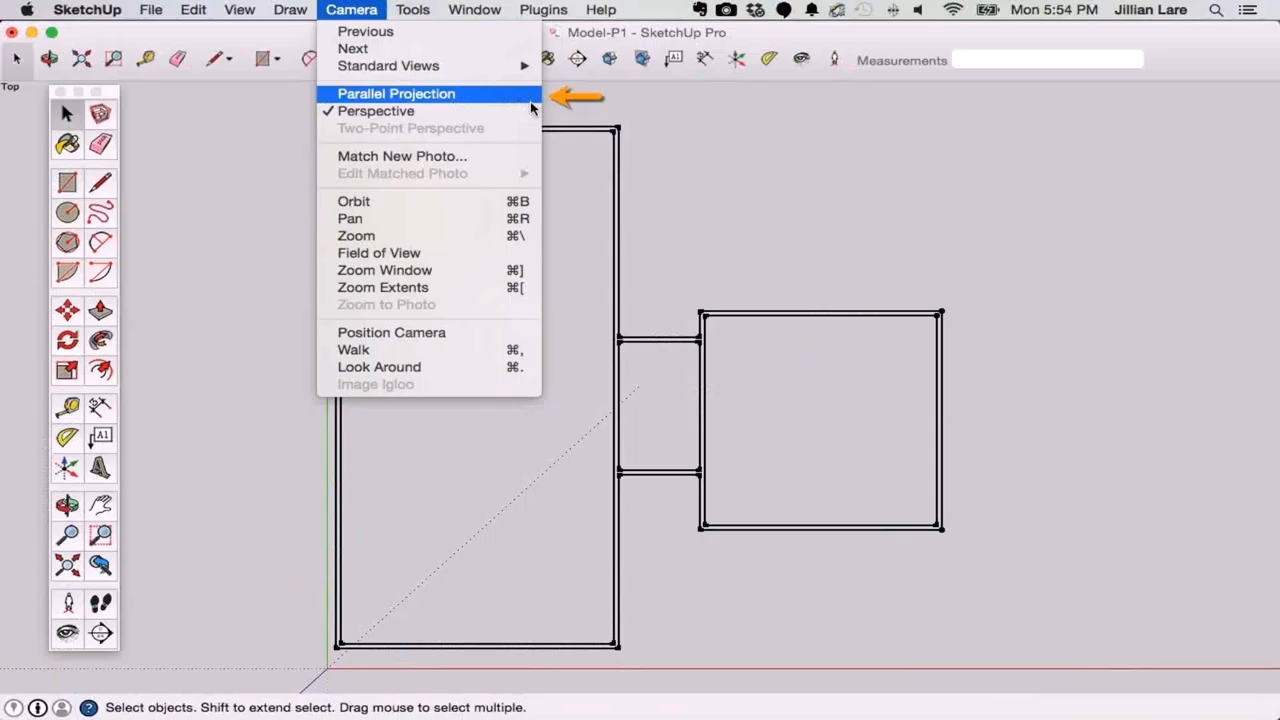 SketchUp File Edit View Draw Camera Tools Window Plugins Help Mon 5:54 PM Jillian Lare
Model-P1 - SketchUp Pro
Measurements
Top
Previous
Next
Standard Views
Parallel Projection
✓ Perspective
Two-Point Perspective
Match New Photo...
Edit Matched Photo
Orbit ⌘B
Pan ⌘R
Zoom ⌘\
Field of View
Zoom Window ⌘]
Zoom Extents ⌘[
Zoom to Photo
Position Camera
Walk ⌘,
Look Around ⌘.
Image Igloo
A1
A1
Select objects. Shift to extend select. Drag mouse to select multiple.